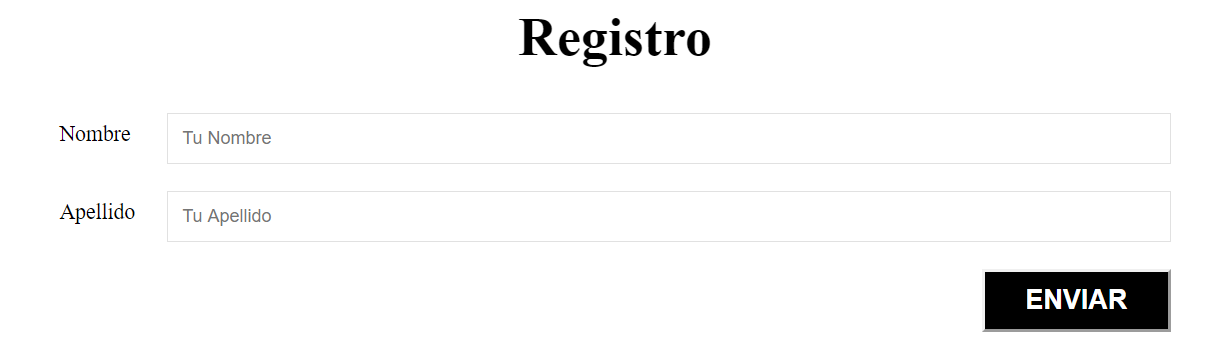 Registro
Nombre Tu Nombre
Apellido Tu Apellido
ENVIAR